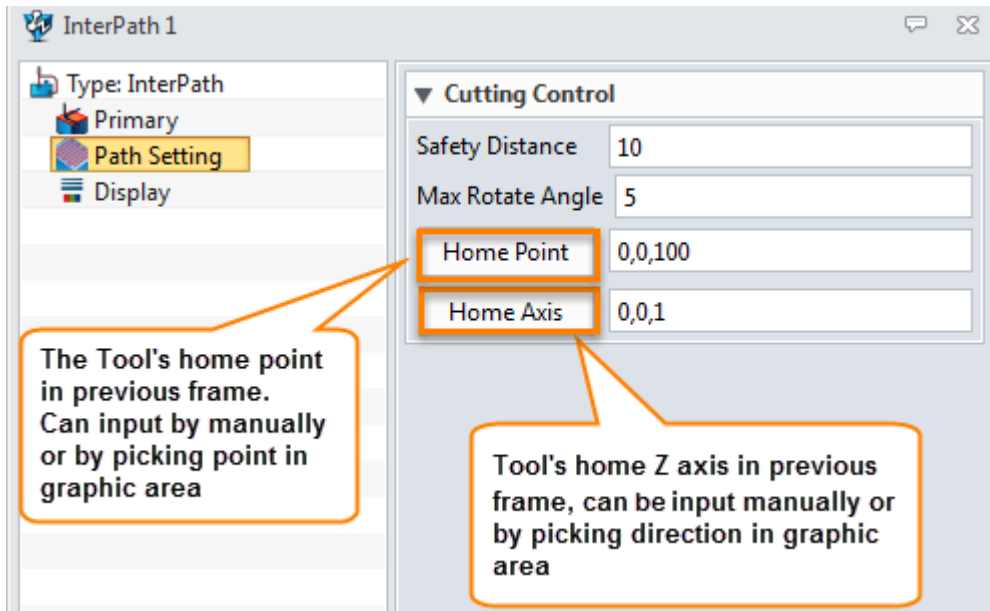 InterPath 1
Type: InterPath
Primary
Path Setting
Display
Cutting Control
Safety Distance 10
Max Rotate Angle 5
Home Point 0,0,100
Home Axis 0,0,1
The Tool's home point
in previous frame.
Can input by manually
or by picking point in
graphic area
Tool's home Z axis in previous
frame, can be input manually or
by picking direction in graphic
area